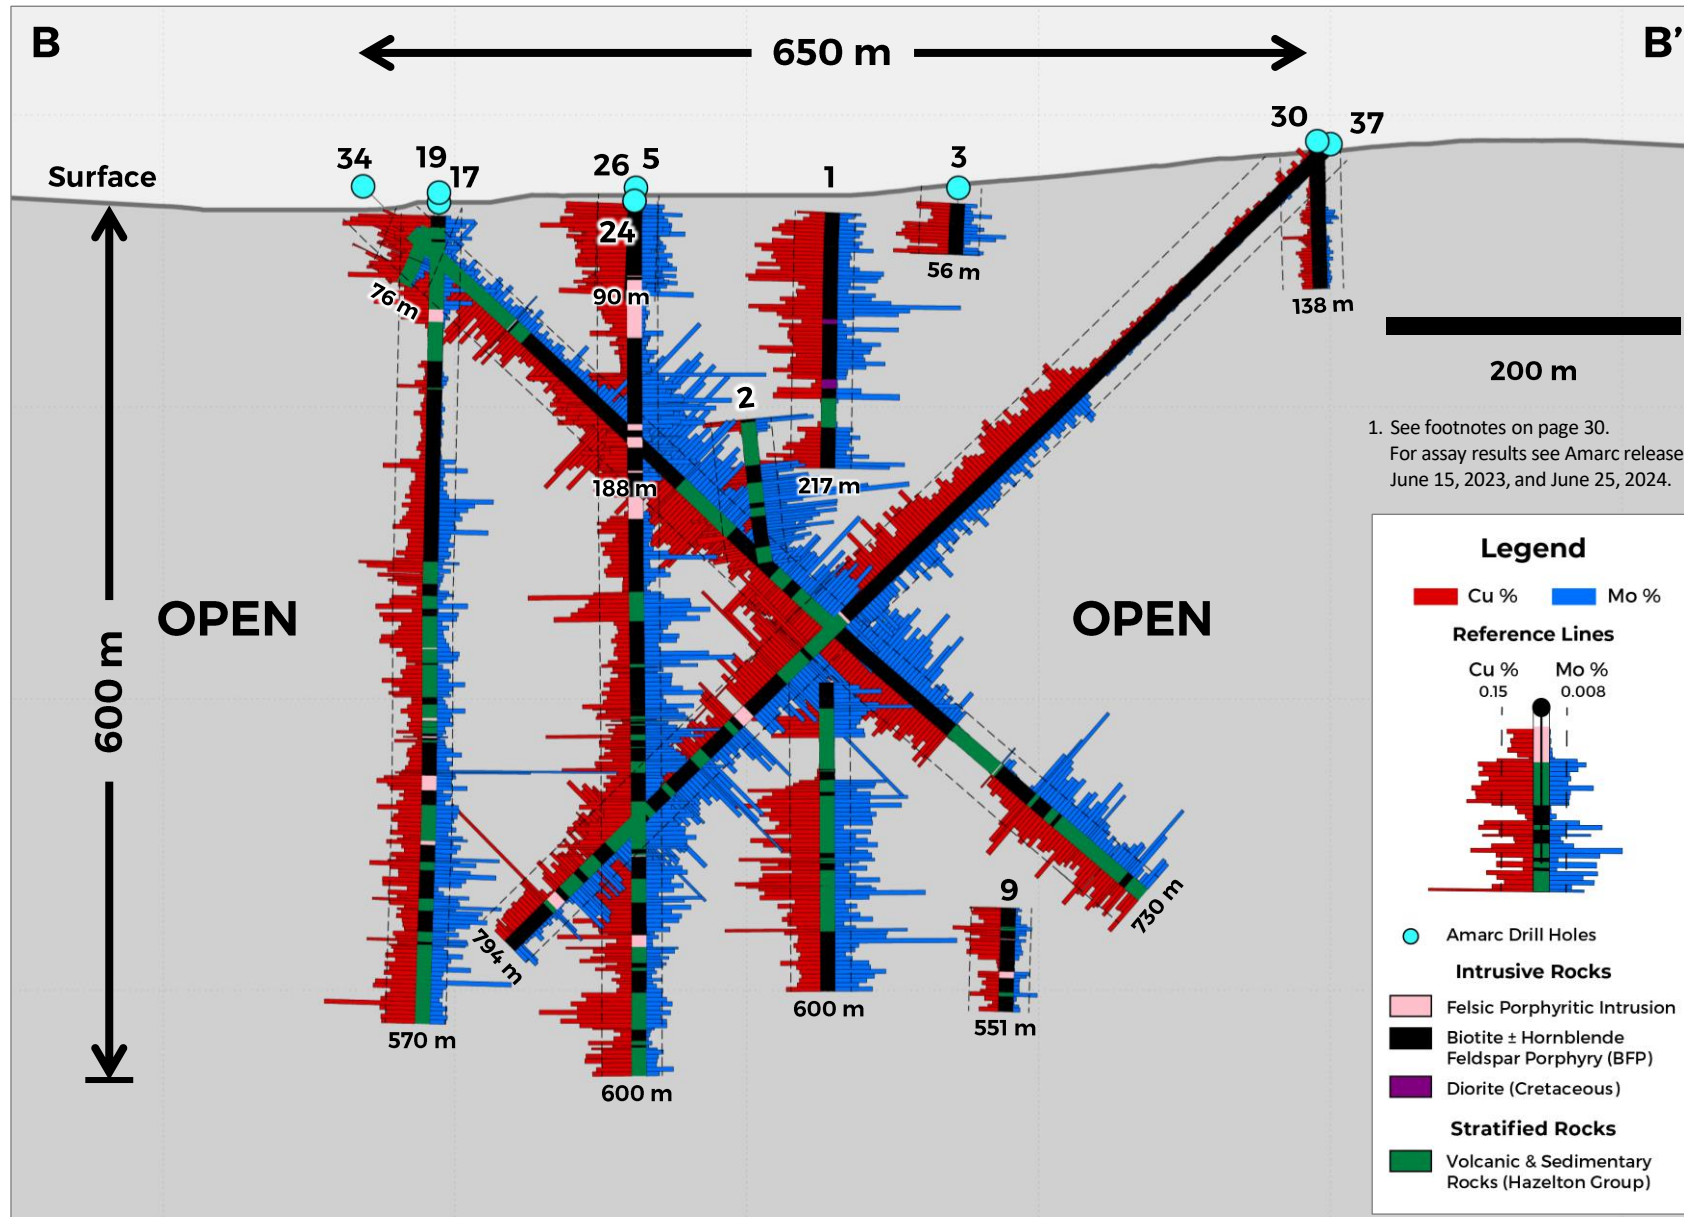 B
650 m
B’
30
37
34
19
17
26
5
1
3
Surface
24
56 m
76 m
90 m
138 m
200 m
2
188 m
217 m
1. See footnotes on page 30.
For assay results see Amarc release
June 15, 2023, and June 25, 2024.
OPEN
OPEN
600 m
Legend
Cu %
Mo %
Reference Lines
Cu %
Mo %
0.15
0.008
9
730 m
794 m
600 m
551 m
570 m
600 m
Amarc Drill Holes
Intrusive Rocks
Felsic Porphyritic Intrusion
Biotite ± Hornblende
Feldspar Porphyry (BFP)
Diorite (Cretaceous)
Stratified Rocks
Volcanic & Sedimentary
Rocks (Hazelton Group)